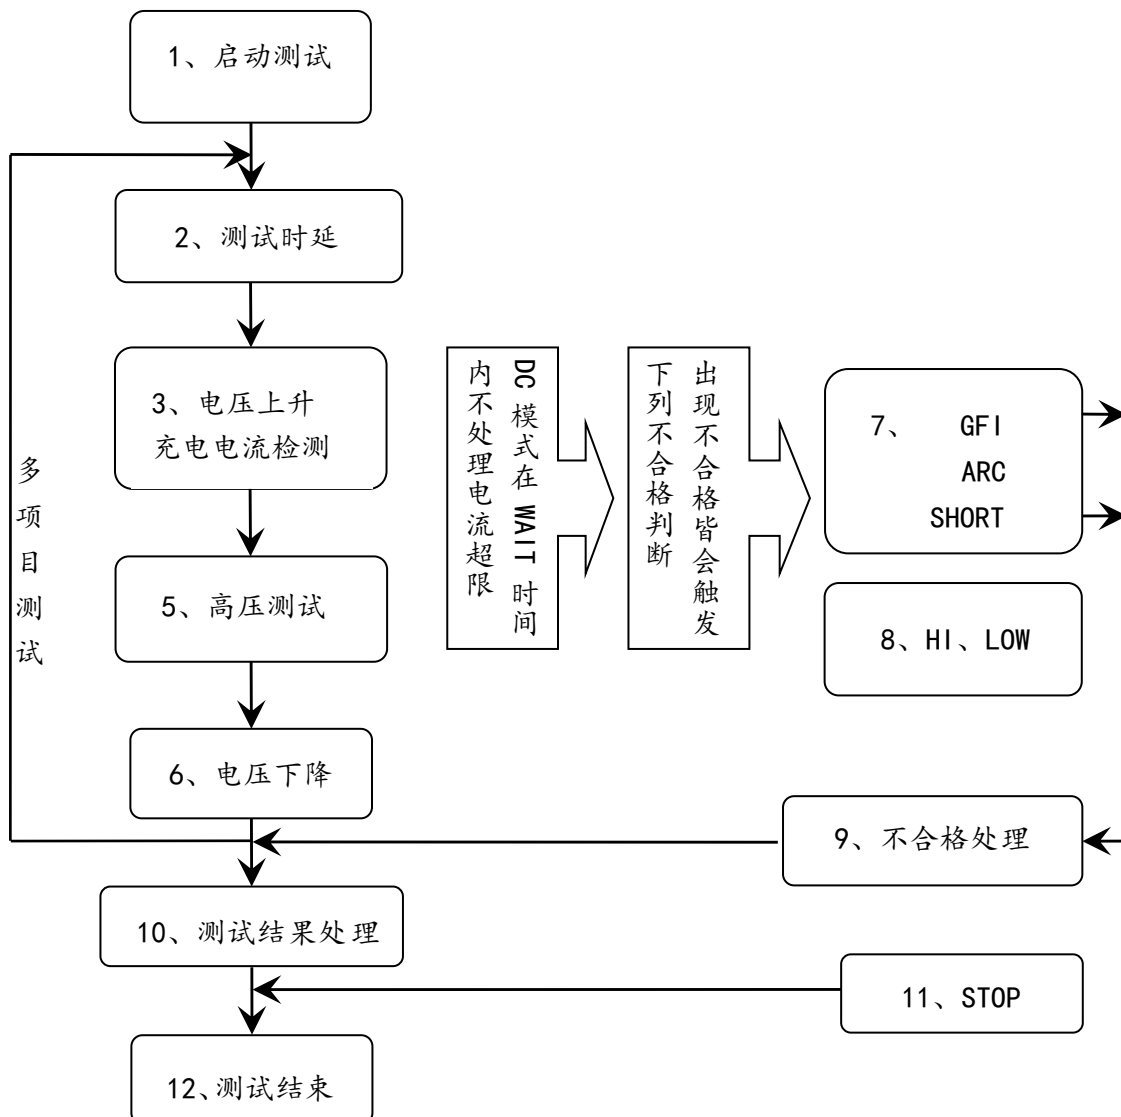 1、启动测试
2、测试时延
3、电压上升
充电电流检测
5、高压测试
6、电压下降
多项目测试
DC 模式在 WAIT 时间
内不处理电流超限
出现不合格皆会触发
下列不合格判断
7、 GFI
ARC
SHORT
8、HI、LOW
9、不合格处理
10、测试结果处理
11、STOP
12、测试结束